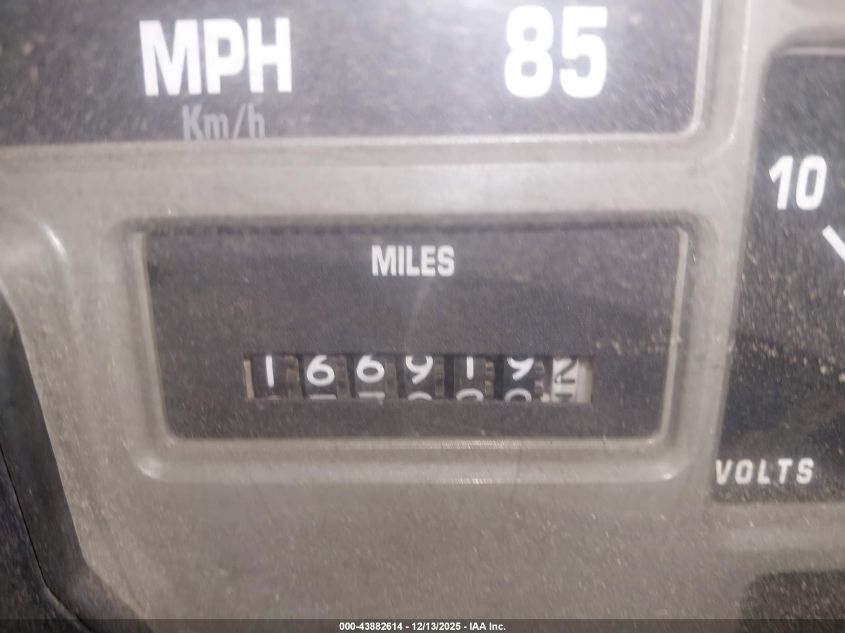 MPH 85
Km/h
10
MILES
166919
VOLTS
000-43882614 - 12/13/2025 - IAA Inc.